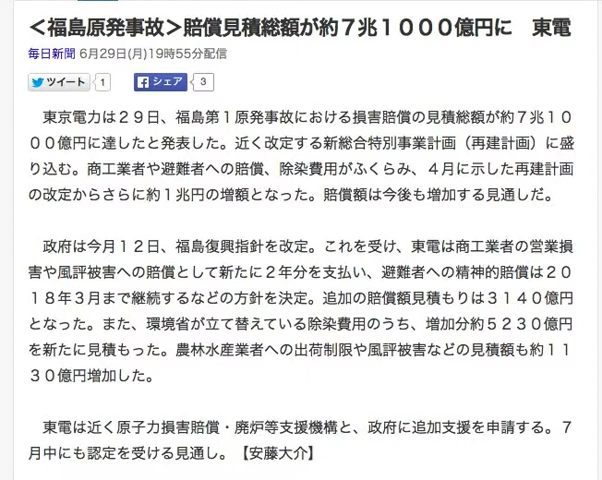 ＜福島原発事故＞賠償見積総額が約７兆１０００億円に　東電
毎日新聞 6月29日(月)19時55分配信
ツイート 1 シェア 3
　東京電力は２９日、福島第１原発事故における損害賠償の見積総額が約７兆１０
００億円に達したと発表した。近く改定する新総合特別事業計画（再建計画）に盛
り込む。商工業者や避難者への賠償、除染費用がふくらみ、４月に示した再建計画
の改定からさらに約１兆円の増額となった。賠償額は今後も増加する見通しだ。
　政府は今月１２日、福島復興指針を改定。これを受け、東電は商工業者の営業損
害や風評被害への賠償として新たに２年分を支払い、避難者への精神的賠償は２０
１８年３月まで継続するなどの方針を決定。追加の賠償額見積もりは３１４０億円
となった。また、環境省が立て替えている除染費用のうち、増加分約５２３０億円
を新たに見積もった。農林水産業者への出荷制限や風評被害などの見積額も約１１
３０億円増加した。
　東電は近く原子力損害賠償・廃炉等支援機構と、政府に追加支援を申請する。７
月中にも認定を受ける見通し。【安藤大介】